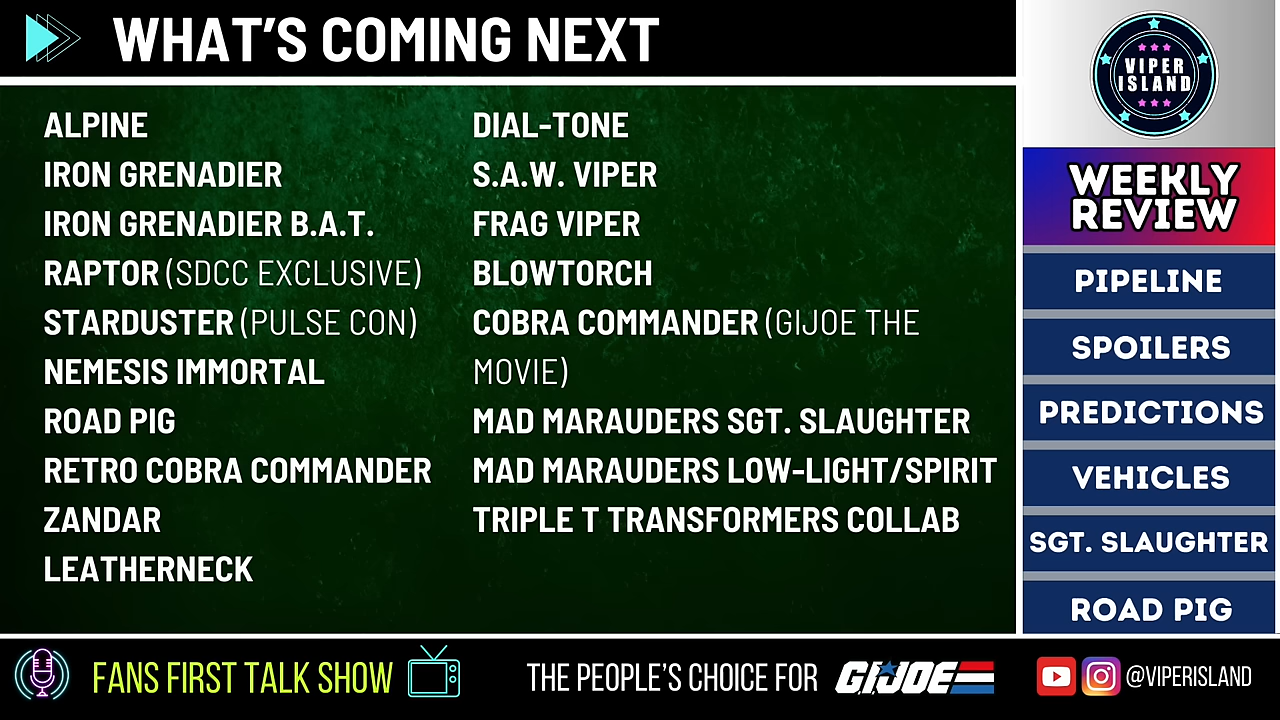 WHAT'S COMING NEXT
ALPINE
IRON GRENADIER
IRON GRENADIER B.A.T.
RAPTOR (SDCC EXCLUSIVE)
STARDUSTER (PULSE CON)
NEMESIS IMMORTAL
ROAD PIG
RETRO COBRA COMMANDER
ZANDAR
LEATHERNECK
DIAL-TONE
S.A.W. VIPER
FRAG VIPER
BLOWTORCH
COBRA COMMANDER (GIJOE THE
MOVIE)
MAD MARAUDERS SGT. SLAUGHTER
MAD MARAUDERS LOW-LIGHT/SPIRIT
TRIPLE T TRANSFORMERS COLLAB
VIPER
ISLAND
WEEKLY
REVIEW
PIPELINE
SPOILERS
PREDICTIONS
VEHICLES
SGT. SLAUGHTER
ROAD PIG
FANS FIRST TALK SHOW
THE PEOPLE'S CHOICE FOR GIJOE
@VIPERISLAND